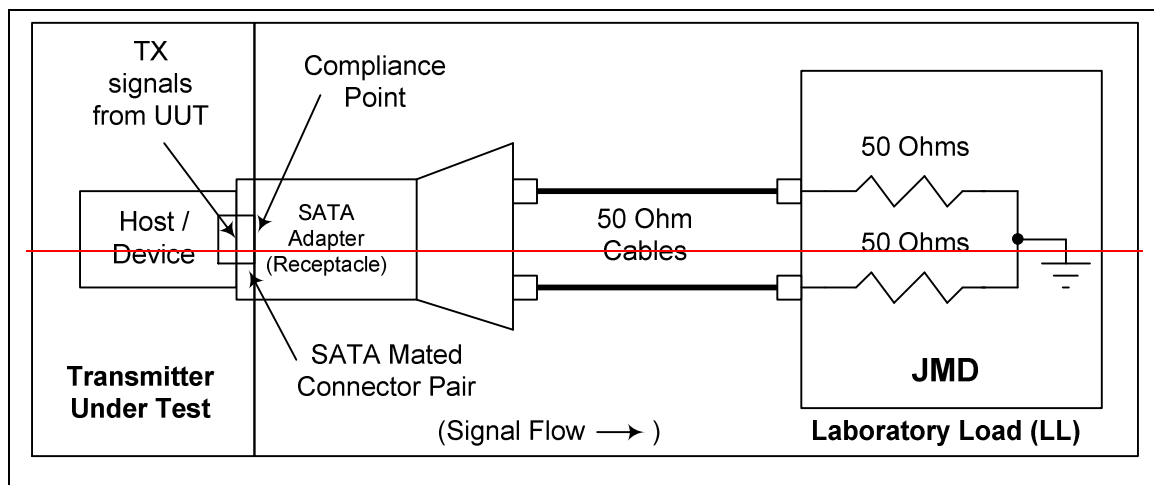 TX
signals
from UUT
Compliance
Point
Host /
Device
SATA
Adapter
(Receptacle)
50 Ohm
Cables
50 Ohms
50 Ohms
JMD
SATA Mated
Connector Pair
Transmitter
Under Test
(Signal Flow → )
Laboratory Load (LL)